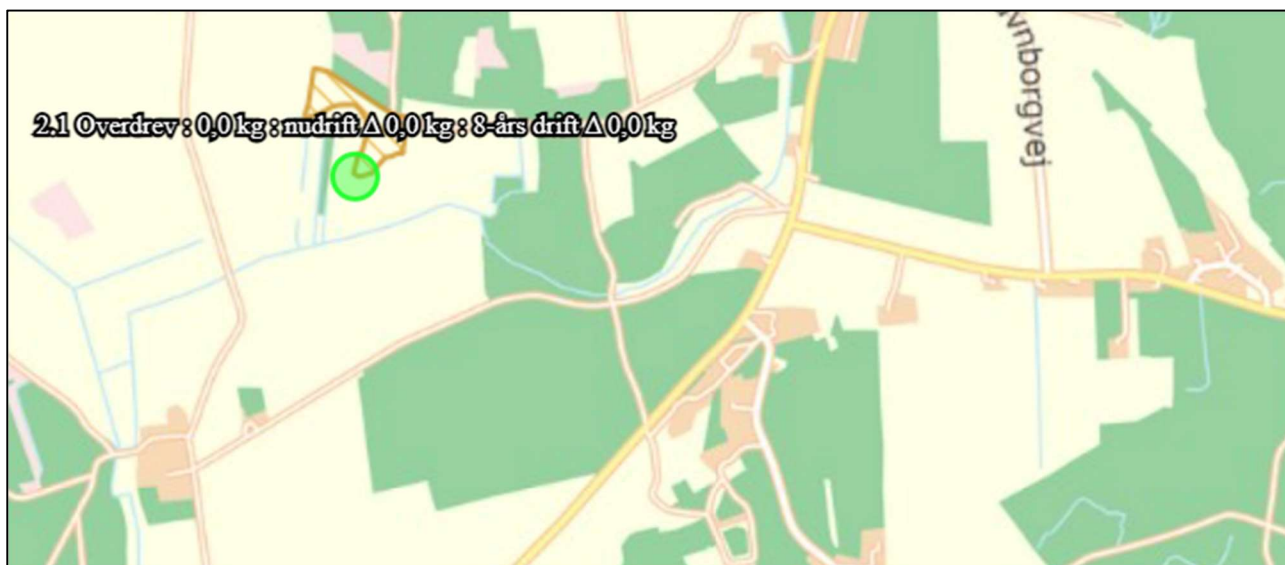 2.1 Overdrev : 0,0 kg : nudrift Δ 0,0 kg : 8-års drift Δ 0,0 kg